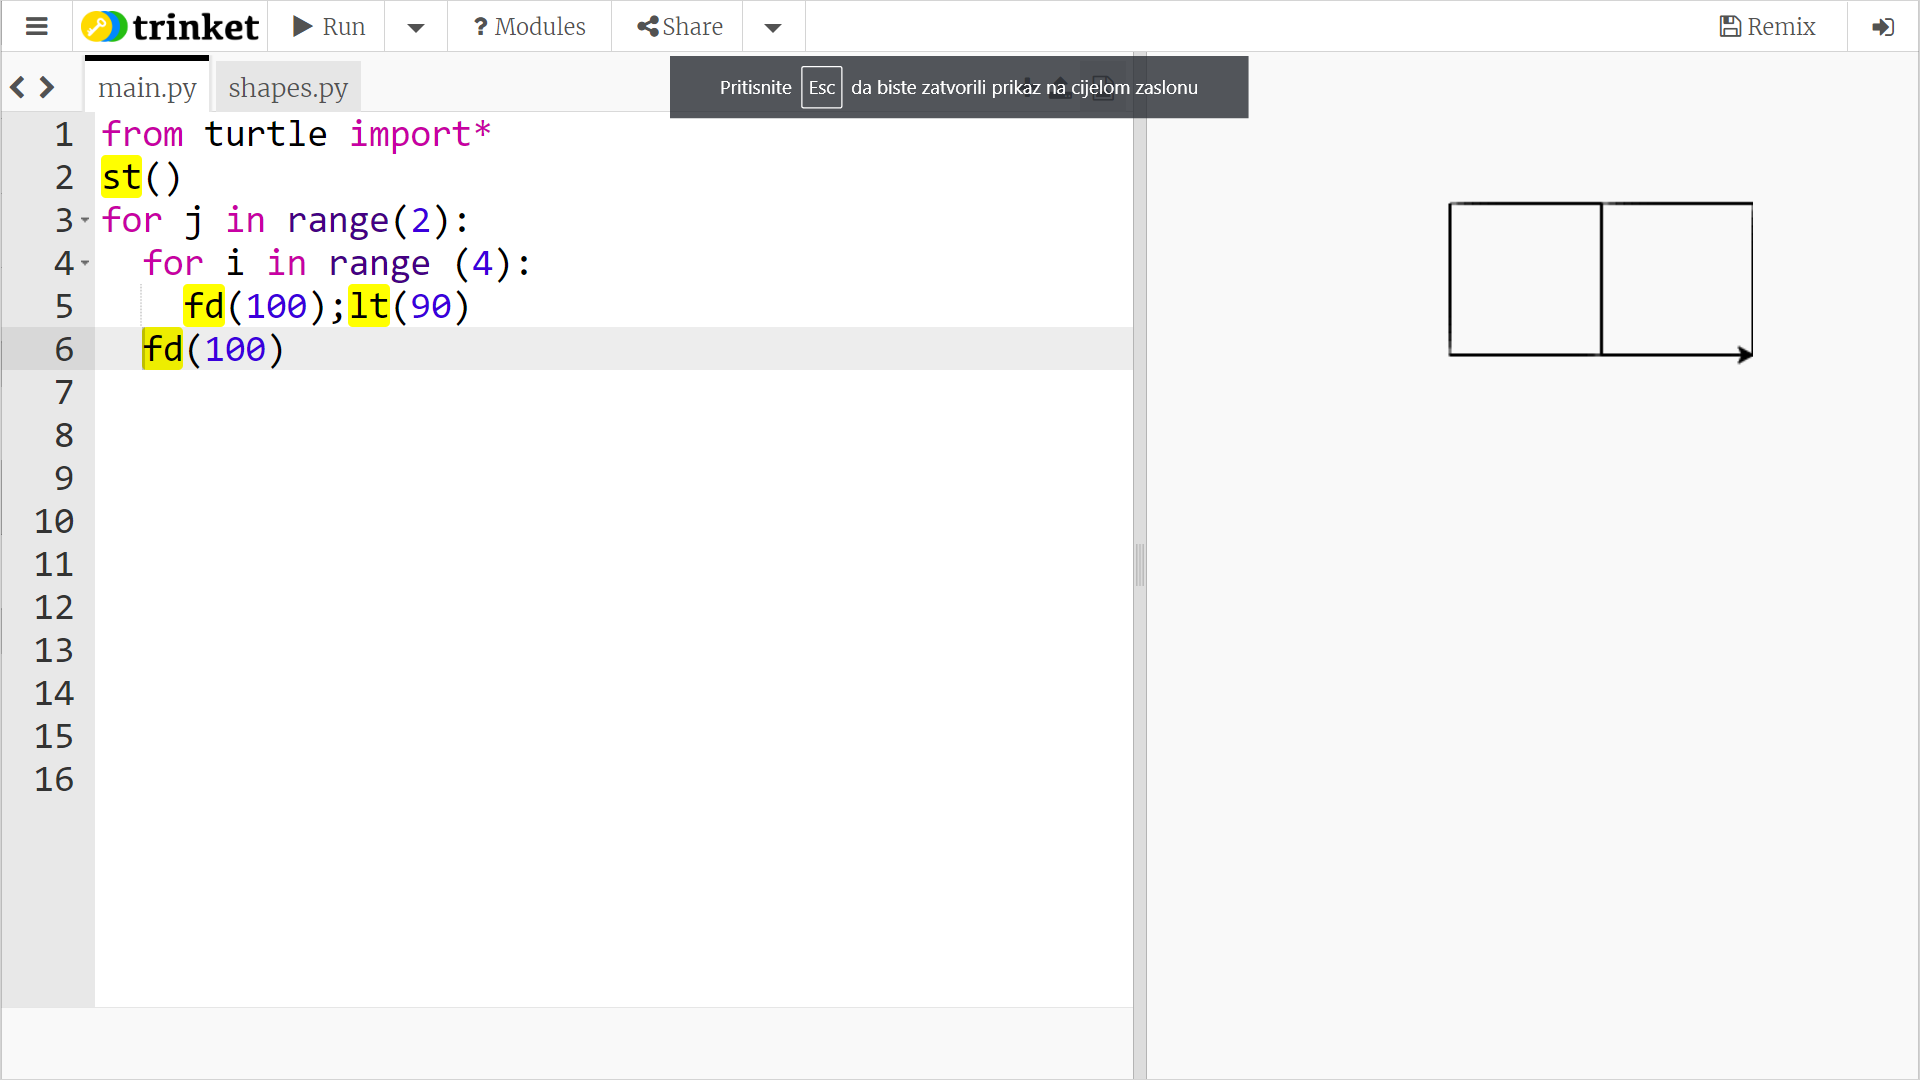 trinket Run ? Modules Share Remix
main.py shapes.py
Pritisnite Esc da biste zatvorili prikaz na cijelom zaslonu
1 from turtle import*
2 st()
3 for j in range(2):
4   for i in range (4):
5     fd(100);lt(90)
6   fd(100)
7
8
9
10
11
12
13
14
15
16